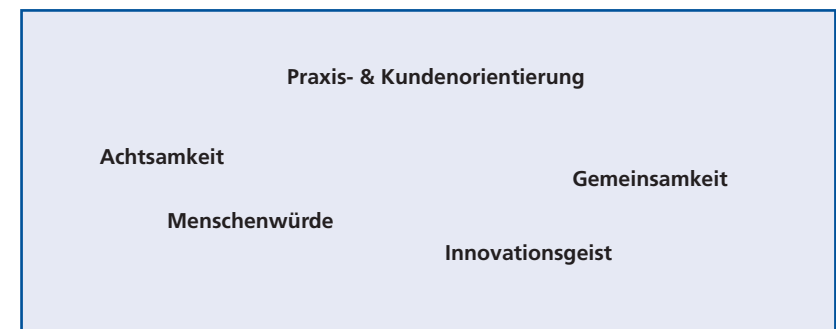 Praxis- & Kundenorientierung
Achtsamkeit
Gemeinsamkeit
Menschenwürde
Innovationsgeist